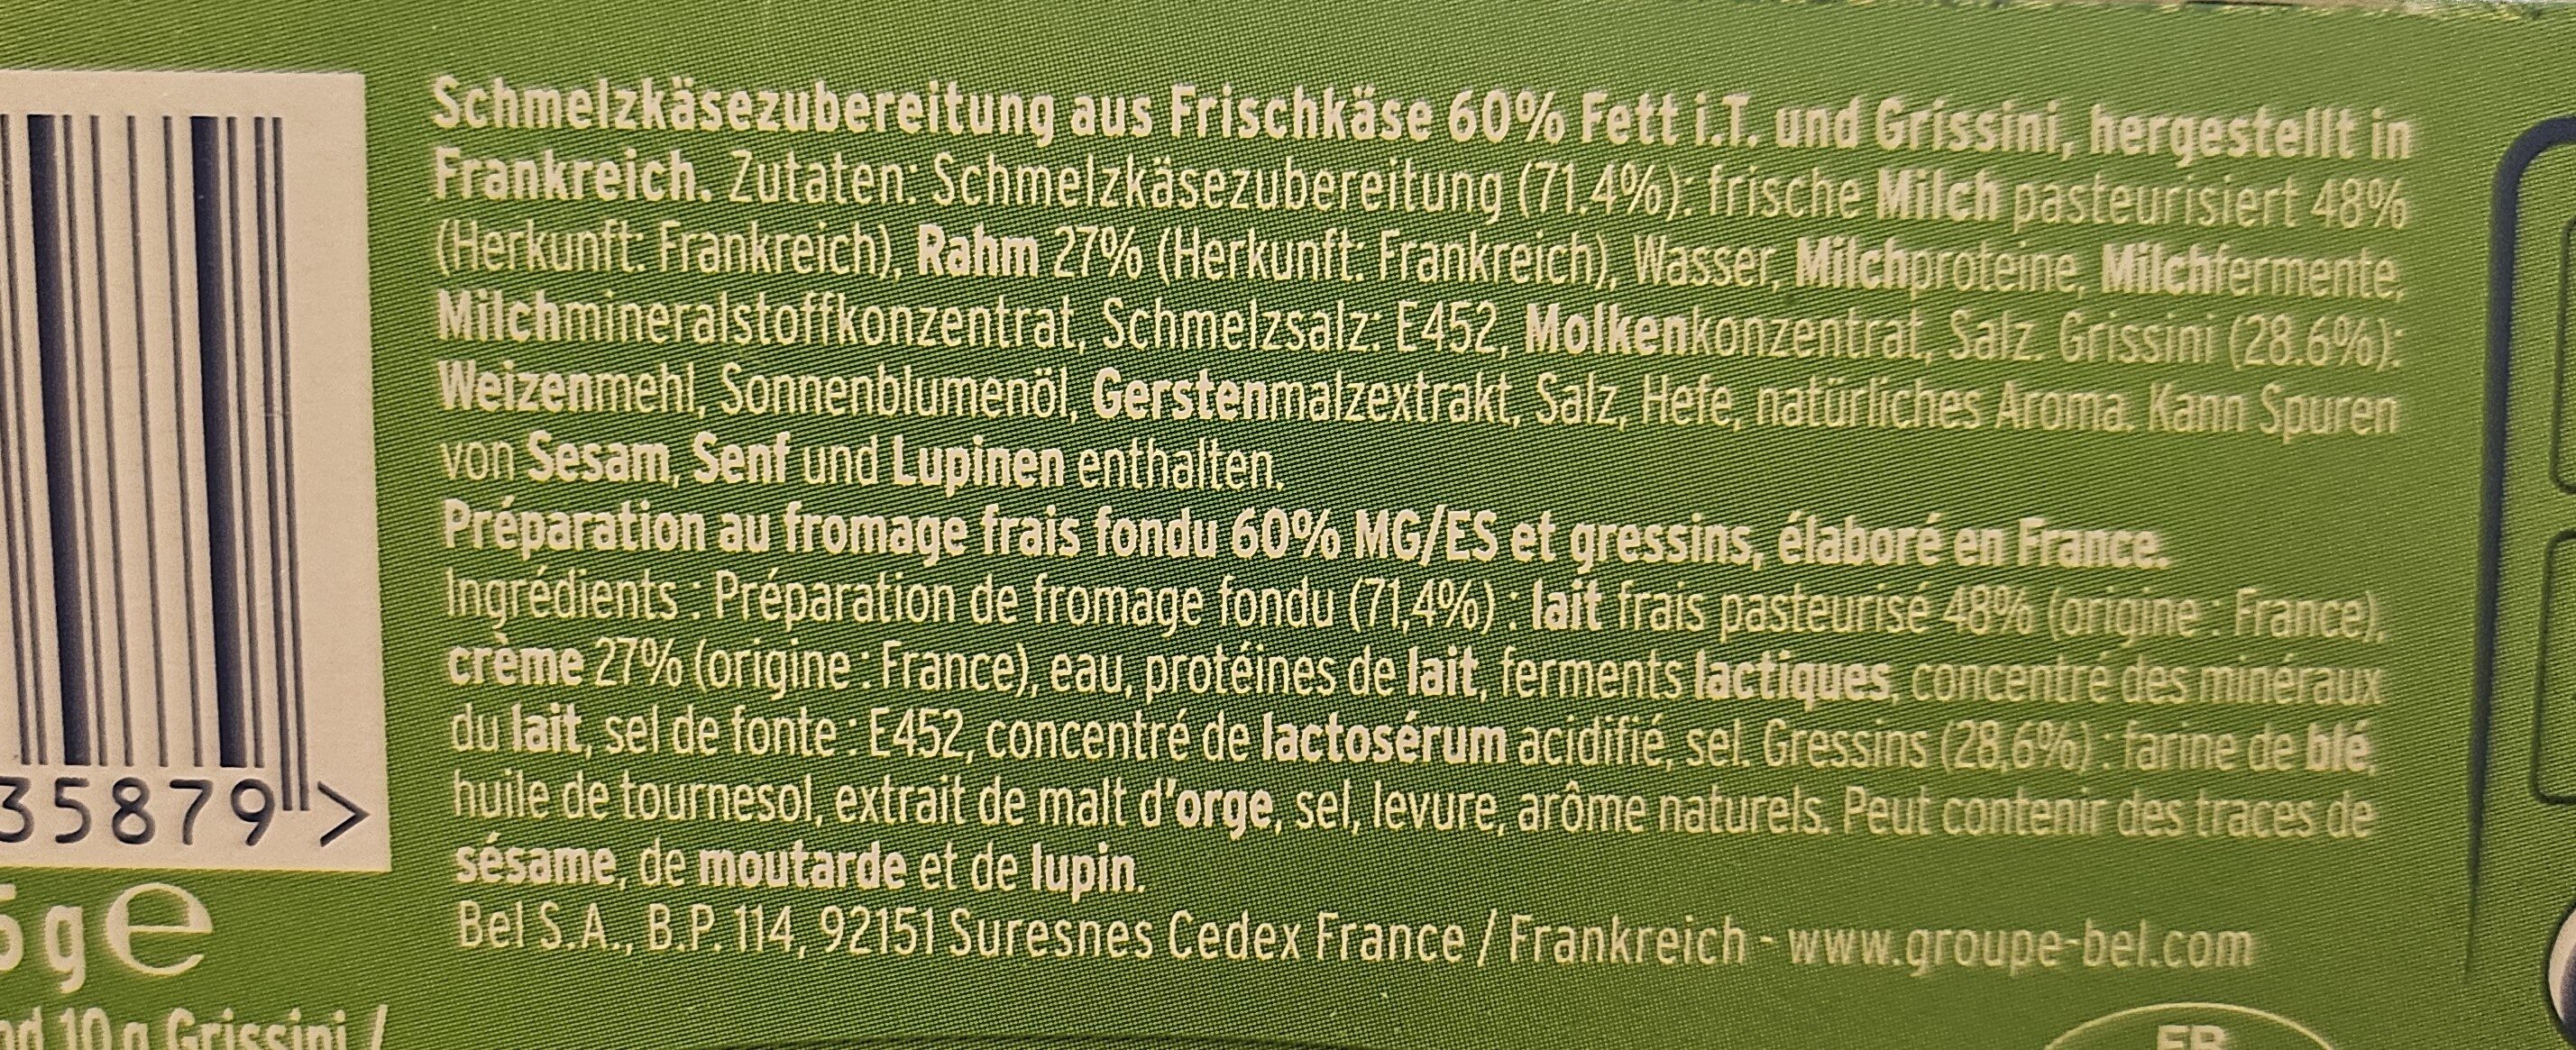 Schmelzkäsezubereitung aus Frischkäse 60% Fett i.T. und Grissini, hergestellt in
Frankreich. Zutaten: Schmelzkäsezubereitung (71.4%): frische Milch pasteurisiert 48%
(Herkunft: Frankreich), Rahm 27% (Herkunft: Frankreich), Wasser, Milchproteine, Milchfermente,
Milchmineralstoffkonzentrat, Schmelzsalz: E452, Molkenkonzentrat, Salz. Grissini (28.6%):
Weizenmehl, Sonnenblumenöl, Gerstenmalzextrakt, Salz, Hefe, natürliches Aroma. Kann Spuren
von Sesam, Senf und Lupinen enthalten.
Préparation au fromage frais fondu 60% MG/ES et gressins, élaboré en France.
Ingrédients : Préparation de fromage fondu (71,4%) : lait frais pasteurisé 48% (origine : France),
crème 27% (origine : France), eau, protéines de lait, ferments lactiques, concentré des minéraux
du lait, sel de fonte : E452, concentré de lactosérum acidifié, sel. Gressins (28,6%) : farine de blé,
huile de tournesol, extrait de malt d'orge, sel, levure, arôme naturels. Peut contenir des traces de
sésame, de moutarde et de lupin.
Bel S.A., B.P. 114, 92151 Suresnes Cedex France / Frankreich - www.groupe-bel.com
35879 >
5g e
10g Grissini /
FR